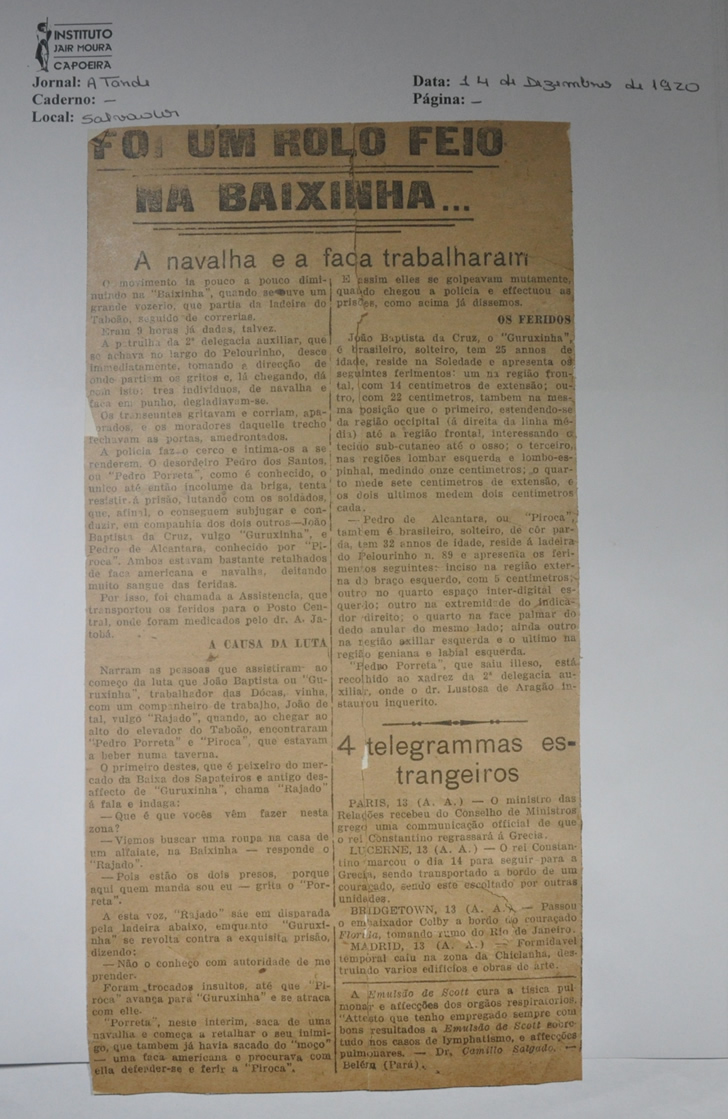 INSTITUTO
JAIR MOURA
CAPOEIRA
Jornal: A Tarde
Data: 14 de Dezembro de 1920
Caderno: -
Página: -
Local: Salvador
FOI UM ROLO FEIO
NA BAIXINHA...
A navalha e a faca trabalharam
O movimento ia pouco a pouco dimi-
nuindo na "Baixinha", quando se ouve um
grande vozerio, que partia da ladeira do
Taboão, seguido de correrias.
Eram 9 horas já dadas, talvez.
A patrulha da 2ª delegacia auxiliar, que
se achava no largo do Pelourinho, desce
immediatamente, tomando a direcção de
onde partiam os gritos e, lá chegando, dá
com isto: tres individuos, de navalha e
faca em punho, degladiavam-se.
Os transeuntes gritavam e corriam, apa-
vorados, e os moradores daquelle trecho
fechavam as portas, amedrontados.
A policia faz o cerco e intima-os a se
renderem. O desordeiro Pedro dos Santos,
ou "Pedro Porreta", como é conhecido, o
unico até então incolume da briga, tenta
resistir á prisão, lutando com os soldados,
que, afinal, o conseguem subjugar e con-
duzir, em companhia dos dois outros—João
Baptista da Cruz, vulgo "Guruxinha", e
Pedro de Alcantara, conhecido por "Pi-
roca". Ambos estavam bastante retalhados
de faca americana e navalha, deitando
muito sangue das feridas.
Por isso, foi chamada a Assistencia, que
transportou os feridos para o Posto Cen-
tral, onde foram medicados pelo dr. A. Ja-
tobá.
A CAUSA DA LUTA
Narram as pessoas que assistiram ao
começo da luta que João Baptista ou "Gu-
ruxinha", trabalhador das Dócas, vinha,
com um companheiro de trabalho, João de
tal, vulgo "Rajado", quando, ao chegar ao
alto do elevador do Taboão, encontraram
"Pedro Porreta" e "Piroca", que estavam
a beber numa taverna.
O primeiro destes, que é peixeiro do mer-
cado da Baixa dos Sapateiros e antigo des-
affecto de "Guruxinha", chama "Rajado"
á fala e indaga:
—Que é que vocês vêm fazer nesta
zona?
—Viemos buscar uma roupa na casa de
um alfaiate, na Baixinha — responde o
"Rajado".
—Pois estão os dois presos, porque
aqui quem manda sou eu — grita o "Por-
reta".
A esta voz, "Rajado" sáe em disparada
pela ladeira abaixo, emquanto "Guruxi-
nha" se revolta contra a exquisita prisão,
dizendo:
—Não o conheço com autoridade de me
prender.
Foram trocados insultos, até que "Pi-
roca" avança para "Guruxinha" e se atraca
com elle.
"Porreta", neste interim, saca de uma
navalha e começa a retalhar o seu inimi-
go, que tambem já havia sacado do "moço"
— uma faca americana e procurava com
ella defender-se e ferir a "Piroca".
E assim elles se golpeavam mutuamente,
quando chegou a policia e effectuou as
prisões, como acima já dissemos.
OS FERIDOS
João Baptista da Cruz, o "Guruxinha",
é brasileiro, solteiro, tem 25 annos de
idade, reside na Soledade e apresenta os
seguintes ferimentos: um na região fron-
tal, com 14 centimetros de extensão; ou-
tro, com 22 centimetros, tambem na mes-
ma posição que o primeiro, estendendo-se
da região occipital (á direita da linha mé-
dia) até a região frontal, interessando o
tecido sub-cutaneo até o osso; o terceiro,
nas regiões lombar esquerda e lombo-es-
pinhal, medindo onze centimetros; o quar-
to mede sete centimetros de extensão, e
os dois ultimos medem dois centimetros
cada.
— Pedro de Alcantara, ou "Piroca",
tambem é brasileiro, solteiro, de côr par-
da, tem 32 annos de idade, reside á ladeira
do Pelourinho n. 89 e apresenta os feri-
mentos seguintes: inciso na região exter-
na do braço esquerdo, com 5 centimetros;
outro no quarto espaço inter-digital es-
querdo; outro na extremidade do indica-
dor direito; o quarto na face palmar do
dedo anular do mesmo lado; ainda outro
na região axillar esquerda e o ultimo na
região geniana e labial esquerda.
"Pedro Porreta", que saiu illeso, está
recolhido ao xadrez da 2ª delegacia au-
xiliar, onde o dr. Lustosa de Aragão in-
staurou inquerito.
4 telegrammas es-
trangeiros
PARIS, 13 (A. A.) — O ministro das
Relações recebeu do Conselho de Ministros
grego uma communicação official de que
o rei Constantino regressará á Grecia.
LUCERNE, 13 (A. A.) — O rei Constan-
tino marcou o dia 14 para seguir para a
Grecia, sendo transportado a bordo de um
couraçado, sendo este escoltado por outras
unidades.
BRIDGETOWN, 13 (A. A.) — Passou
o embaixador Colby a bordo do couraçado
Florida, tomando rumo do Rio de Janeiro.
MADRID, 13 (A. A.) — Formidavel
temporal caiu na zona da Chiclanha, des-
truindo varios edificios e obras de arte.
A Emulsão de Scott cura a tisica pul
monar e affecções dos orgãos respiratorios.
"Attesto que tenho empregado sempre com
bons resultados a Emulsão de Scott sobre-
tudo nos casos de lymphatismo, e affecções
pulmonares. — Dr. Camillo Salgado. —
Belém (Pará).